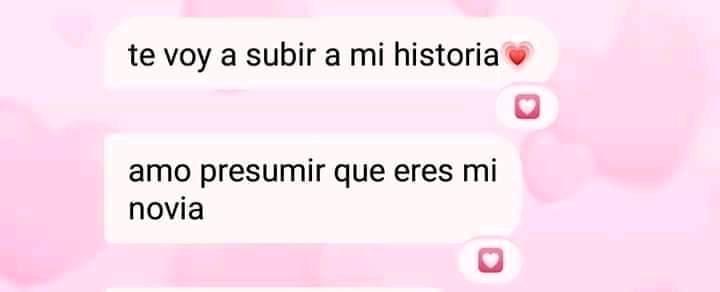 te voy a subir a mi historia💗
amo presumir que eres mi
novia